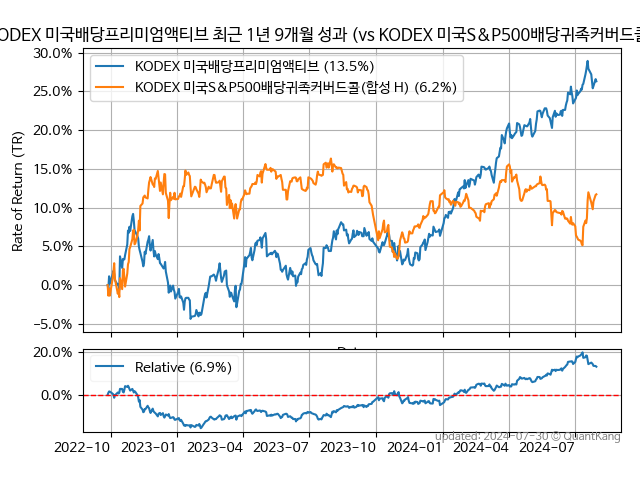 ODEX 미국배당프리미엄액티브 최근 1년 9개월 성과 (vs KODEX 미국S&P500배당귀족커버드콜
30.0%
KODEX 미국배당프리미엄액티브 (13.5%)
KODEX 미국S&P500배당귀족커버드콜(합성 H) (6.2%)
25.0%
20.0%
15.0%
10.0%
5.0%
0.0%
−5.0%
Rate of Return (TR)
20.0%
Relative (6.9%)
0.0%
2022−10 2023−01 2023−04 2023−07 2023−10 2024−01 2024−04 2024−07
updated: 2024-07-30 © QuantKang